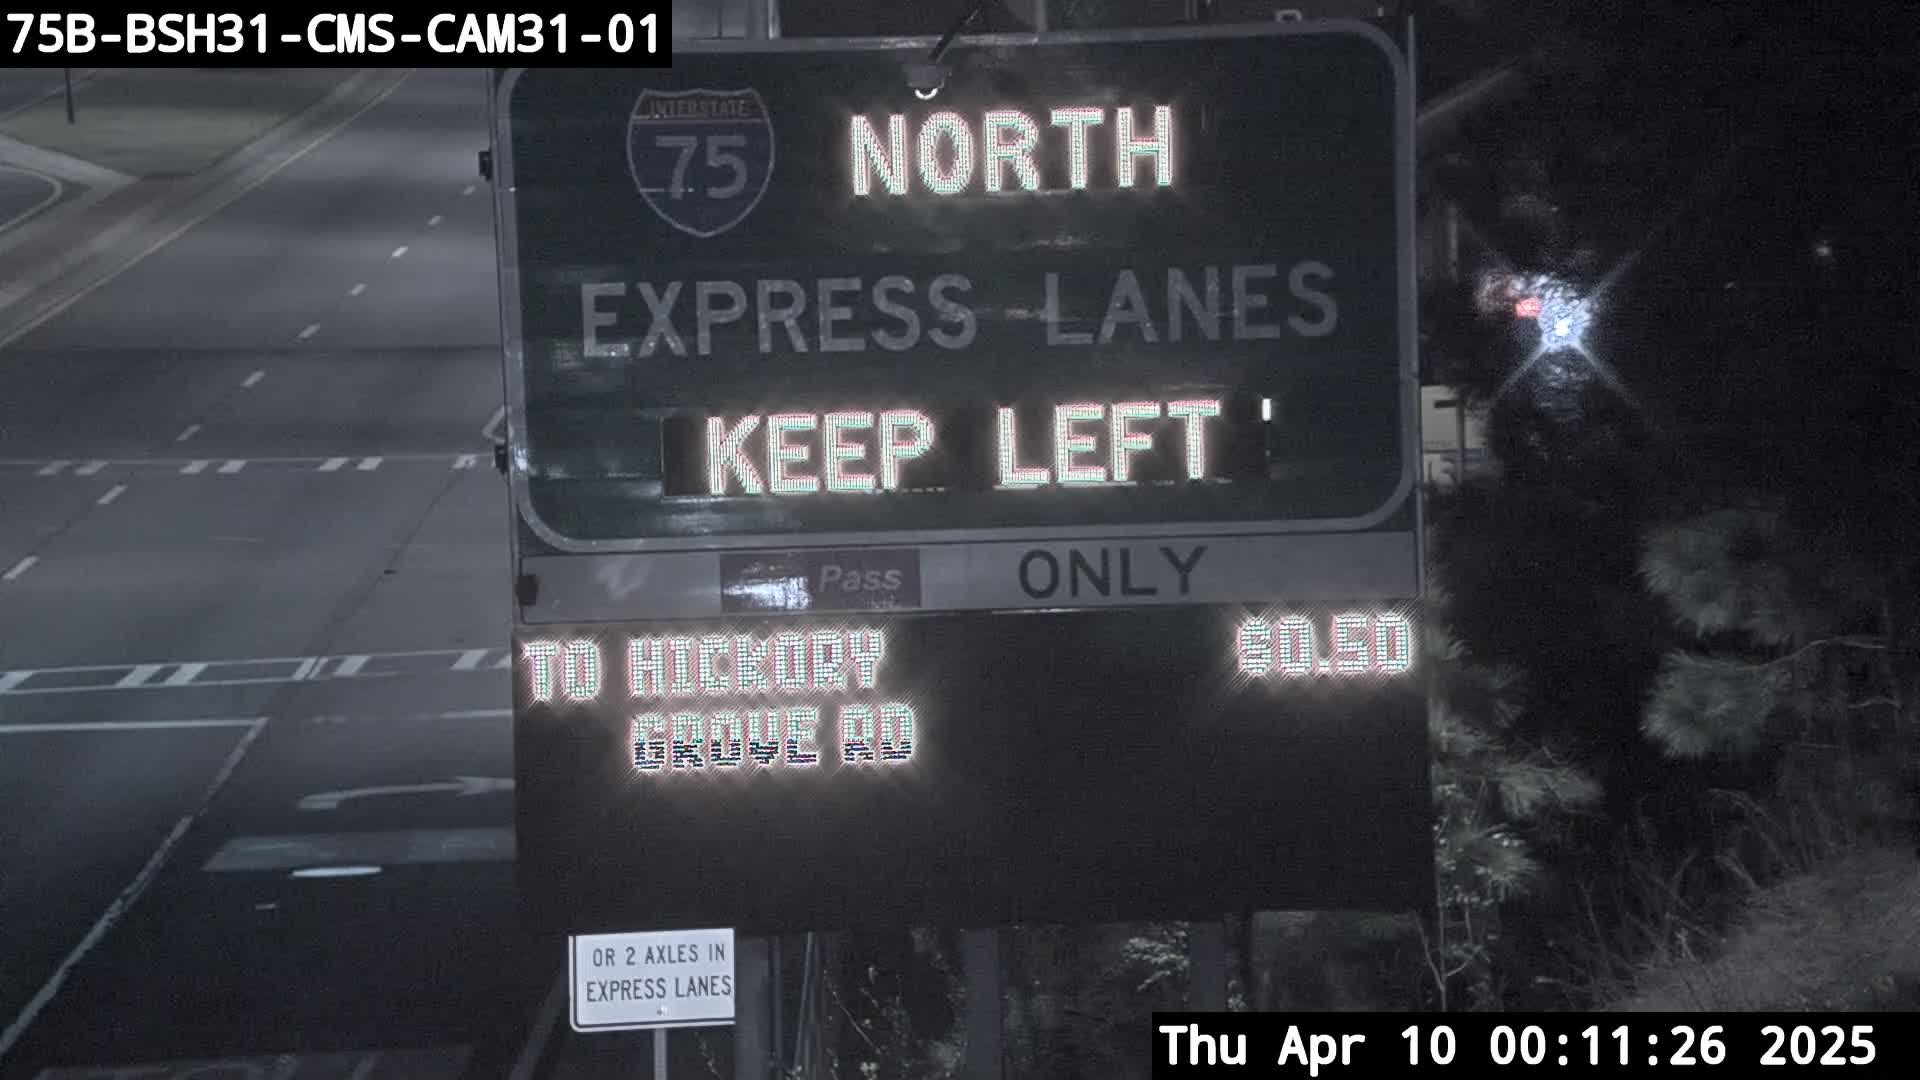 75B-BSH31-CMS-CAM31-01
INTERSTATE
75
NORTH
EXPRESS LANES
KEEP LEFT
Pass
ONLY
TO HICKORY
GROVE RD
$0.50
OR 2 AXLES IN
EXPRESS LANES
Thu Apr 10 00:11:26 2025